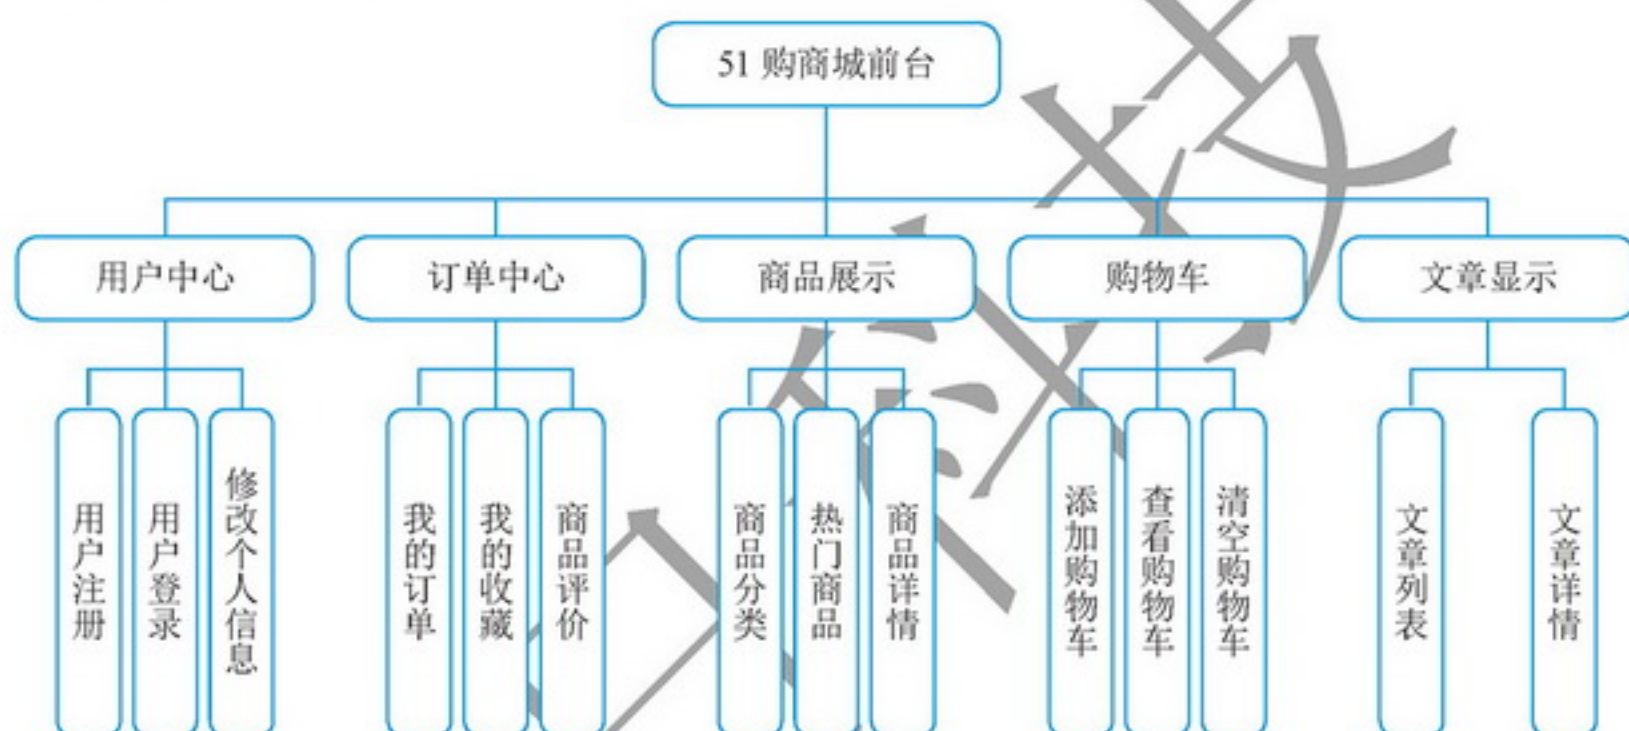 51 购商城前台
用户中心
订单中心
商品展示
购物车
文章显示
用户注册
用户登录
修改个人信息
我的订单
我的收藏
商品评价
商品分类
热门商品
商品详情
添加购物车
查看购物车
清空购物车
文章列表
文章详情